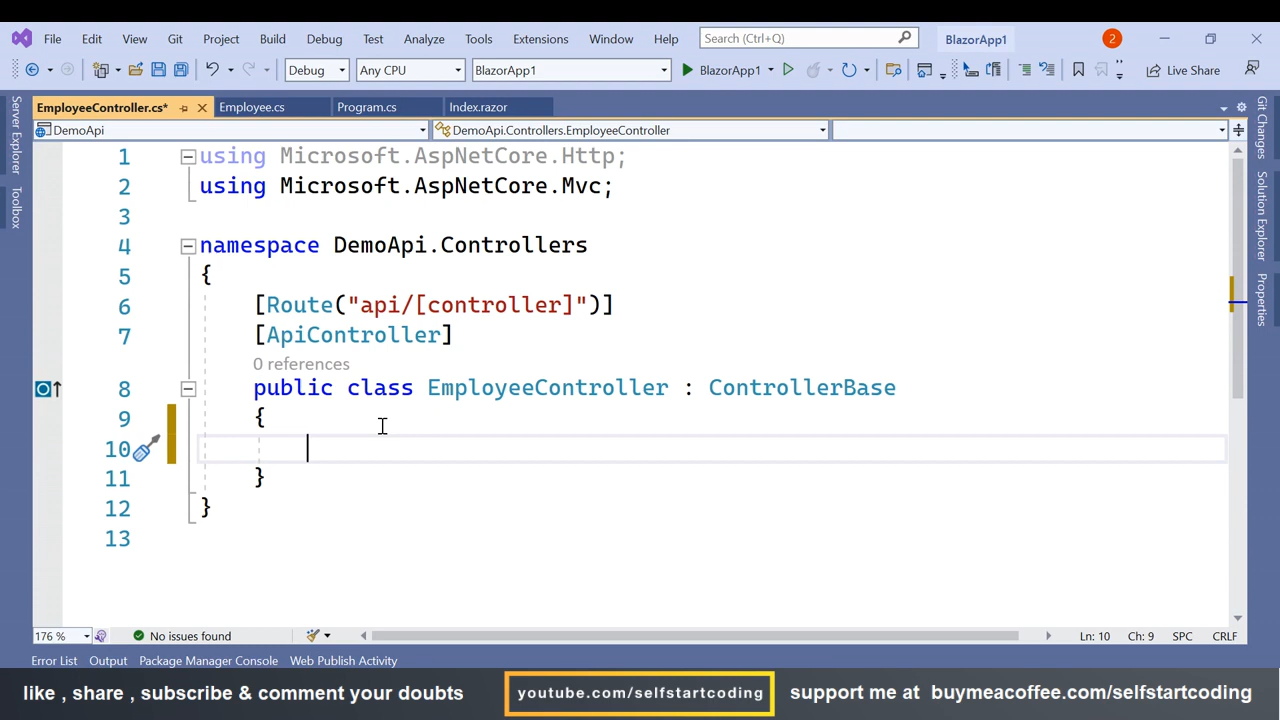 File Edit View Git Project Build Debug Test Analyze Tools Extensions Window Help Search (Ctrl+Q) BlazorApp1 2
Debug Any CPU BlazorApp1 BlazorApp1 Live Share
EmployeeController.cs* Employee.cs Program.cs Index.razor
DemoApi DemoApi.Controllers.EmployeeController
Server Explorer
Toolbox
Git Changes
Solution Explorer
Properties
1 using Microsoft.AspNetCore.Http;
2 using Microsoft.AspNetCore.Mvc;
3
4 namespace DemoApi.Controllers
5 {
6 [Route("api/[controller]")]
7 [ApiController]
0 references
8 public class EmployeeController : ControllerBase
9 {
10
11 }
12 }
13
176 % No issues found Ln: 10 Ch: 9 SPC CRLF
Error List Output Package Manager Console Web Publish Activity
like , share , subscribe & comment your doubts youtube.com/selfstartcoding support me at buymeacoffee.com/selfstartcoding